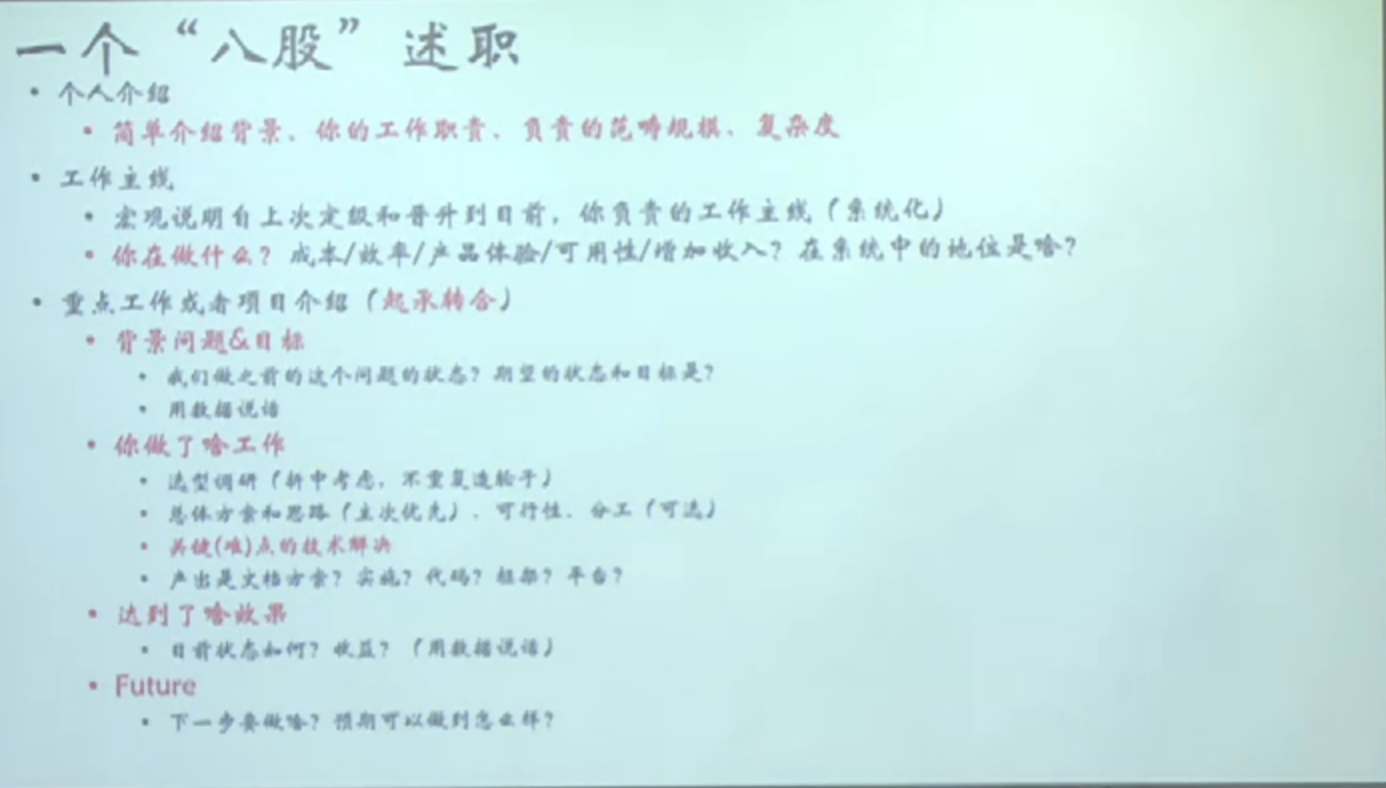 一个“八股”述职
• 个人介绍
• 简单介绍背景、你的工作职责、负责的范畴规模、复杂度
• 工作主线
• 宏观说明自上次定级和晋升到目前，你负责的工作主线（系统化）
• 你在做什么？成本/效率/产品体验/可用性/增加收入？在系统中的地位是啥？
• 重点工作或者项目介绍（起承转合）
• 背景问题&目标
• 我们做之前的这个问题的状态？期望的状态和目标是？
• 用数据说话
• 你做了啥工作
• 选型调研（折中考虑，不重复造轮子）
• 总体方案和思路（主次优先）、可行性、分工（可选）
• 关键(难)点的技术解决
• 产出是文档方案？实施？代码？框架？平台？
• 达到了啥效果
• 目前状态如何？收益？（用数据说话）
• Future
• 下一步要做啥？预期可以做到怎么样？